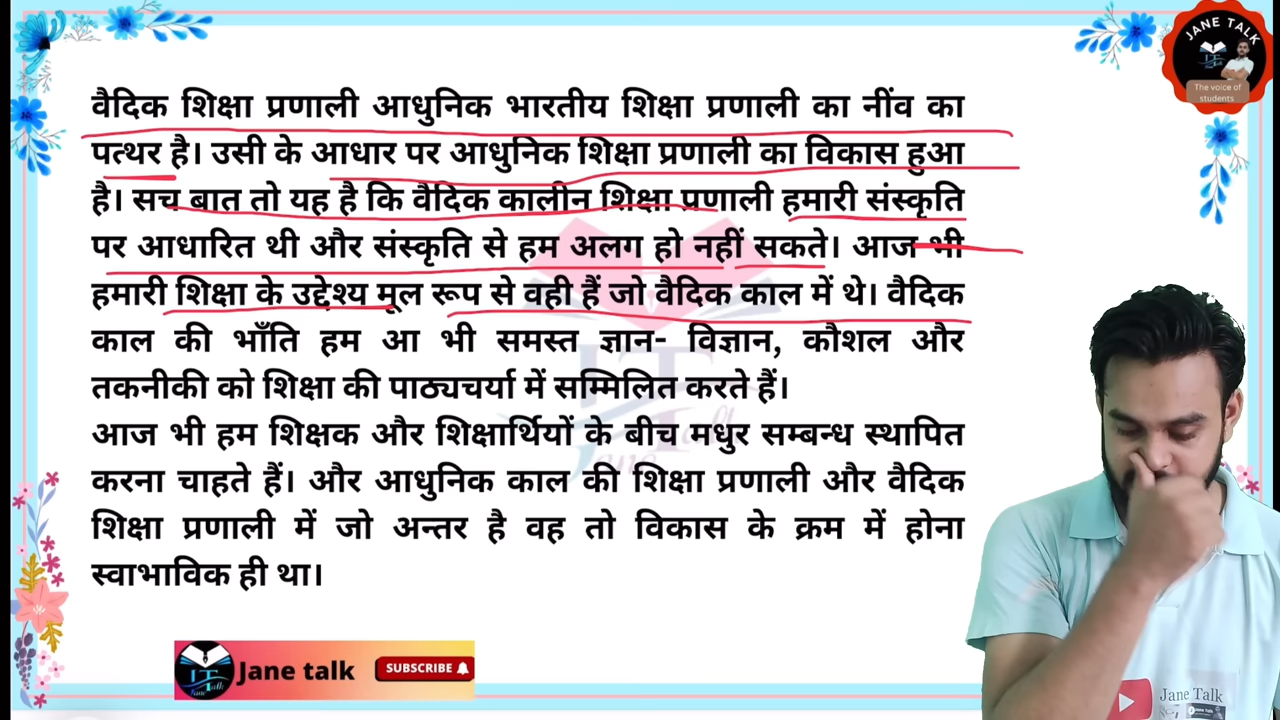 वैदिक शिक्षा प्रणाली आधुनिक भारतीय शिक्षा प्रणाली का नींव का
पत्थर है। उसी के आधार पर आधुनिक शिक्षा प्रणाली का विकास हुआ
है। सच बात तो यह है कि वैदिक कालीन शिक्षा प्रणाली हमारी संस्कृति
पर आधारित थी और संस्कृति से हम अलग हो नहीं सकते। आज भी
हमारी शिक्षा के उद्देश्य मूल रूप से वही हैं जो वैदिक काल में थे। वैदिक
काल की भाँति हम आ भी समस्त ज्ञान- विज्ञान, कौशल और
तकनीकी को शिक्षा की पाठ्यचर्या में सम्मिलित करते हैं।
आज भी हम शिक्षक और शिक्षार्थियों के बीच मधुर सम्बन्ध स्थापित
करना चाहते हैं। और आधुनिक काल की शिक्षा प्रणाली और वैदिक
शिक्षा प्रणाली में जो अन्तर है वह तो विकास के क्रम में होना
स्वाभाविक ही था।
JANE TALK
The voice of
students
Jane talk
SUBSCRIBE
Jane Talk